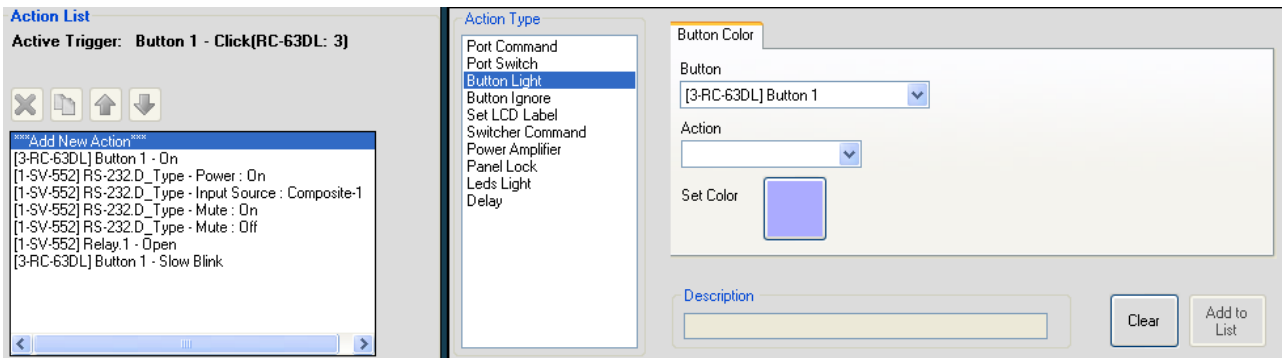 Action List
Active Trigger: Button 1 - Click(RC-63DL: 3)
***Add New Action***
[3-RC-63DL] Button 1 - On
[1-SV-552] RS-232.D_Type - Power : On
[1-SV-552] RS-232.D_Type - Input Source : Composite-1
[1-SV-552] RS-232.D_Type - Mute : On
[1-SV-552] RS-232.D_Type - Mute : Off
[1-SV-552] Relay.1 - Open
[3-RC-63DL] Button 1 - Slow Blink
Action Type
Port Command
Port Switch
Button Light
Button Ignore
Set LCD Label
Switcher Command
Power Amplifier
Panel Lock
Leds Light
Delay
Button Color
Button
[3-RC-63DL] Button 1
Action
Set Color
Description
Clear
Add to
List